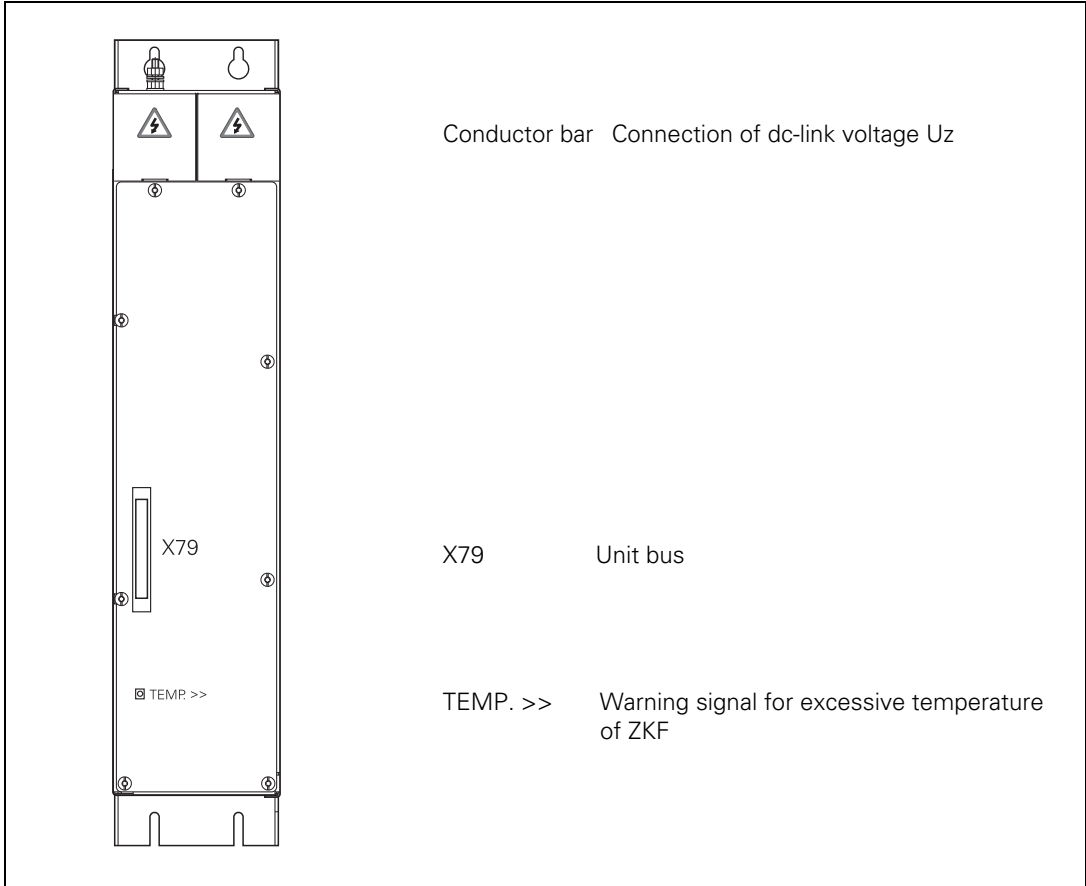 Conductor bar Connection of dc-link voltage Uz
X79
X79 Unit bus
TEMP. >>
TEMP. >> Warning signal for excessive temperature
of ZKF